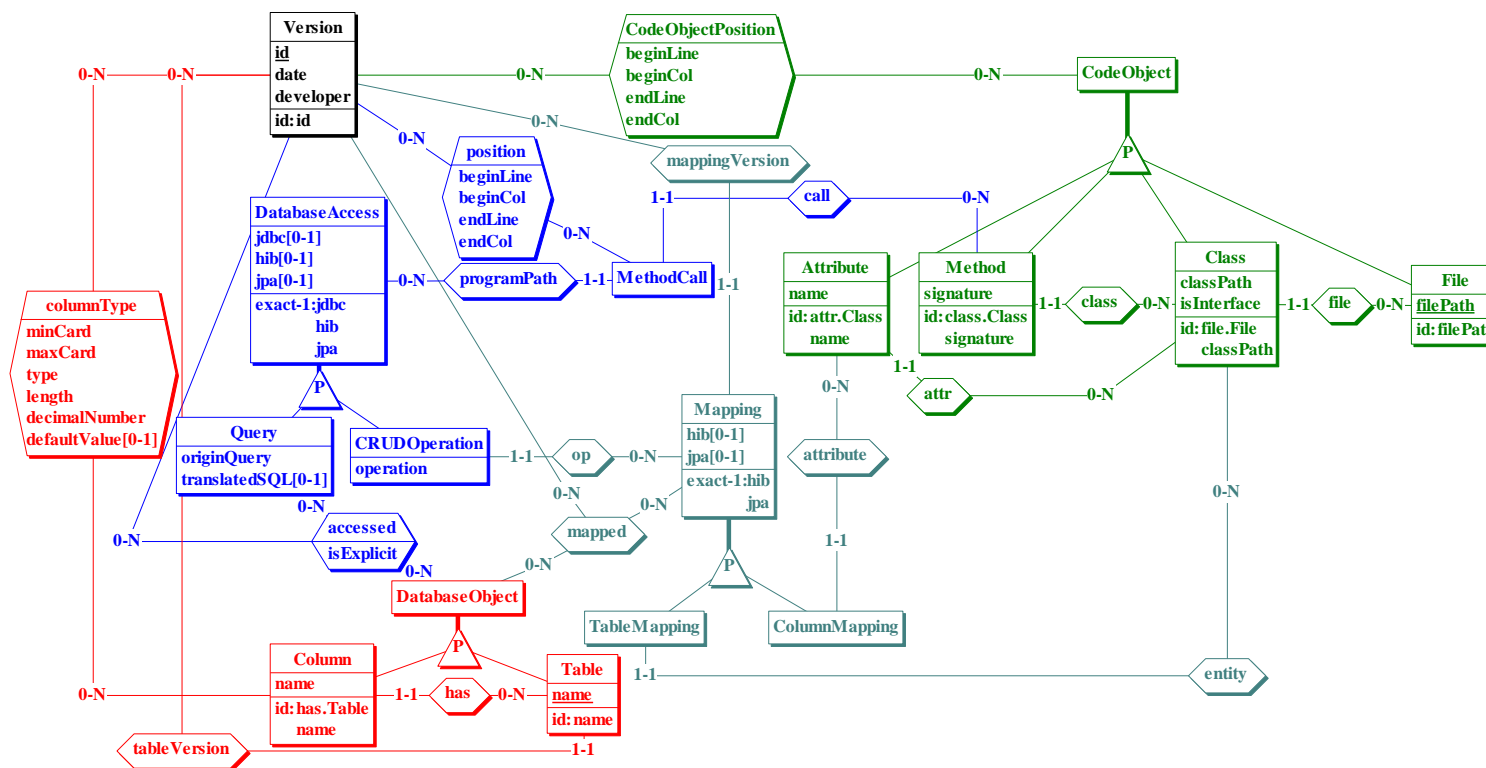 Version
id
date
developer
id:id
CodeObjectPosition
beginLine
beginCol
endLine
endCol
CodeObject
0-N
0-N
0-N
0-N
0-N
0-N
0-N
P
position
beginLine
beginCol
endLine
endCol
mappingVersion
call
1-1
0-N
DatabaseAccess
jdbc[0-1]
hib[0-1]
jpa[0-1]
exact-1:jdbc
hib
jpa
0-N
0-N
programPath
1-1
MethodCall
1-1
Attribute
name
id:attr.Class
name
Method
signature
id:class.Class
signature
1-1
class
0-N
Class
classPath
isInterface
id:file.File
classPath
1-1
file
0-N
File
filePath
id:filePat
columnType
minCard
maxCard
type
length
decimalNumber
defaultValue[0-1]
P
1-1
attr
0-N
0-N
Query
originQuery
translatedSQL[0-1]
CRUDOperation
operation
1-1
op
0-N
Mapping
hib[0-1]
jpa[0-1]
exact-1:hib
jpa
attribute
0-N
0-N
0-N
0-N
0-N
accessed
isExplicit
mapped
1-1
0-N
0-N
P
DatabaseObject
TableMapping
ColumnMapping
P
Column
name
id:has.Table
name
Table
name
id:name
0-N
1-1
has
0-N
1-1
1-1
entity
tableVersion
1-1